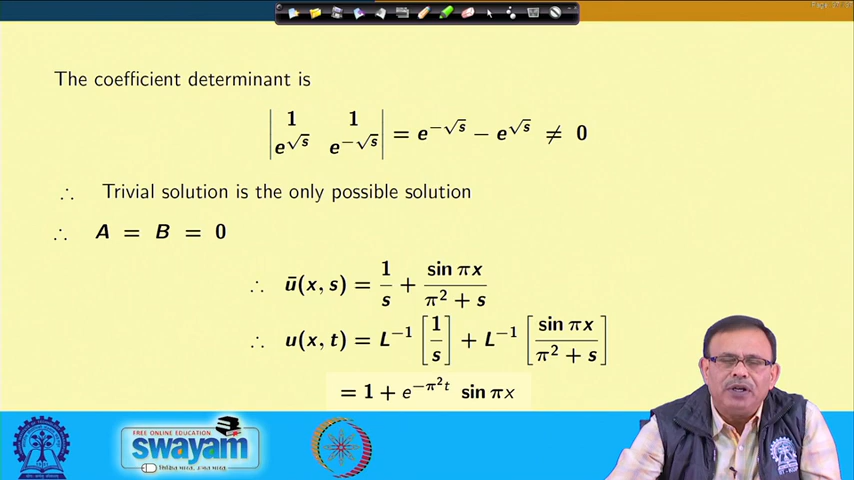 The coefficient determinant is
| 1 1 |
| e^{√s} e^{-√s} | = e^{-√s} − e^{√s} ≠ 0
∴ Trivial solution is the only possible solution
∴ A = B = 0
∴ ū(x, s) = 1/s + sin πx/(π² + s)
∴ u(x, t) = L⁻¹[1/s] + L⁻¹[sin πx/(π² + s)]
= 1 + e^{-π²t} sin πx
FREE ONLINE EDUCATION
swayam